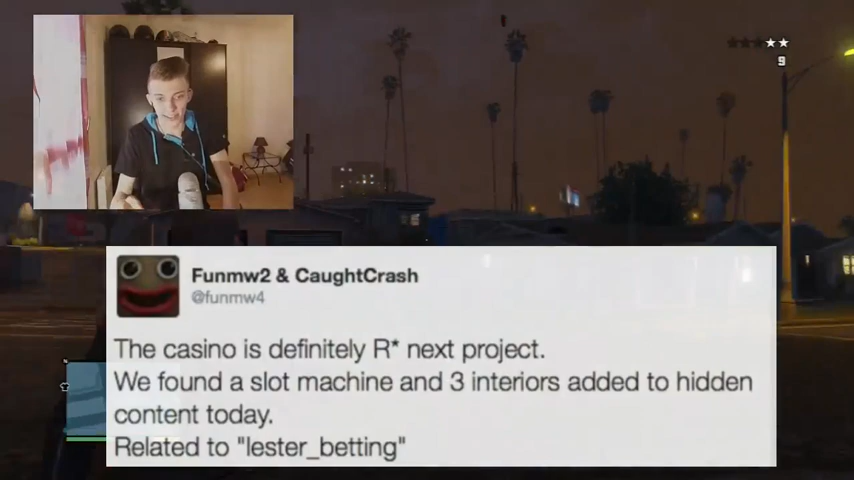 9
Funmw2 & CaughtCrash
@funmw4
The casino is definitely R* next project.
We found a slot machine and 3 interiors added to hidden
content today.
Related to "lester_betting"